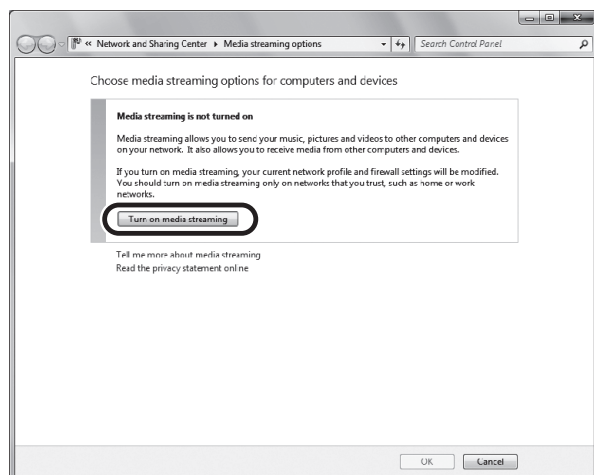 « Network and Sharing Center ▸ Media streaming options
Search Control Panel
Choose media streaming options for computers and devices
Media streaming is not turned on
Media streaming allows you to send your music, pictures and videos to other computers and devices
on your network. It also allows you to receive media from other computers and devices.
If you turn on media streaming, your current network profile and firewall settings will be modified.
You should turn on media streaming only on networks that you trust, such as home or work
networks.
Turn on media streaming
Tell me more about media streaming
Read the privacy statement online
OK
Cancel